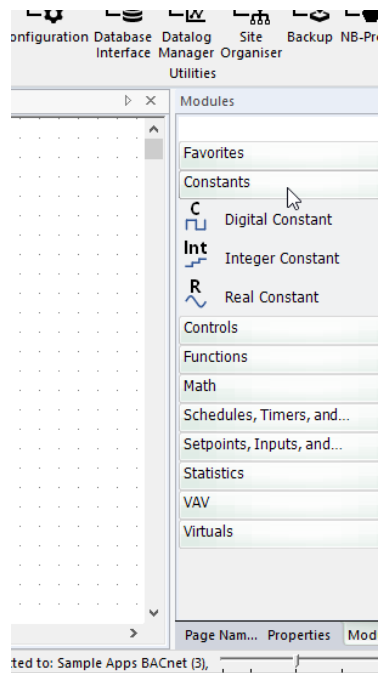 onfiguration Database Datalog Site Backup NB-Pro
Interface Manager Organiser
Utilities
Modules
Favorites
Constants
C
Digital Constant
Int
Integer Constant
R
Real Constant
Controls
Functions
Math
Schedules, Timers, and...
Setpoints, Inputs, and...
Statistics
VAV
Virtuals
Page Nam... Properties Mod
ted to: Sample Apps BACnet (3),